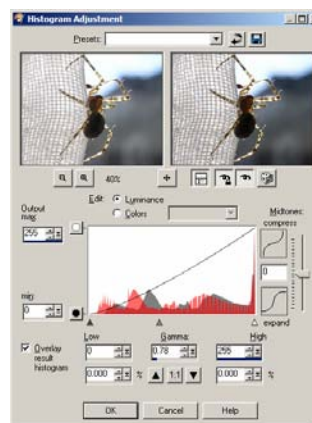 Histogram Adjustment
Presets:
40%
Edit: Luminance
Colors
Output max
255
Midtones:
compress
0
expand
min
0
Low Gamma: High
Overlay result histogram
0 0.78 255
0.000 % 1:1 0.000 %
OK Cancel Help